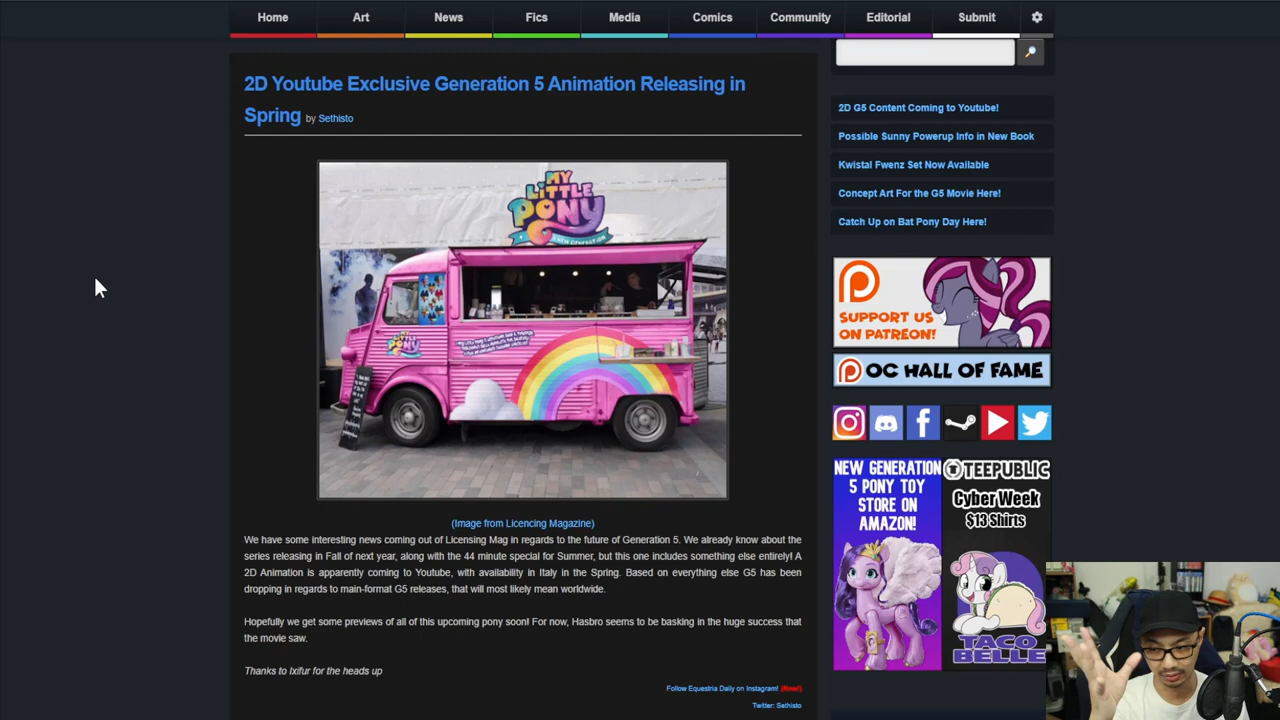 Home
Art
News
Fics
Media
Comics
Community
Editorial
Submit
2D Youtube Exclusive Generation 5 Animation Releasing in
Spring by Sethisto
MY
LITTLE
PONY
MY
LITTLE
PONY
(Image from Licencing Magazine)
We have some interesting news coming out of Licensing Mag in regards to the future of Generation 5. We already know about the
series releasing in Fall of next year, along with the 44 minute special for Summer, but this one includes something else entirely! A
2D Animation is apparently coming to Youtube, with availability in Italy in the Spring. Based on everything else G5 has been
dropping in regards to main-format G5 releases, that will most likely mean worldwide.
Hopefully we get some previews of all of this upcoming pony soon! For now, Hasbro seems to be basking in the huge success that
the movie saw.
Thanks to Ixifur for the heads up
Follow Equestria Daily on Instagram! (New!)
Twitter: Sethisto
2D G5 Content Coming to Youtube!
Possible Sunny Powerup Info in New Book
Kwistal Fwenz Set Now Available
Concept Art For the G5 Movie Here!
Catch Up on Bat Pony Day Here!
SUPPORT US
ON PATREON!
OC HALL OF FAME
NEW GENERATION
5 PONY TOY
STORE ON
AMAZON!
TEEPUBLIC
Cyber Week
$13 Shirts
TACO
BELLE